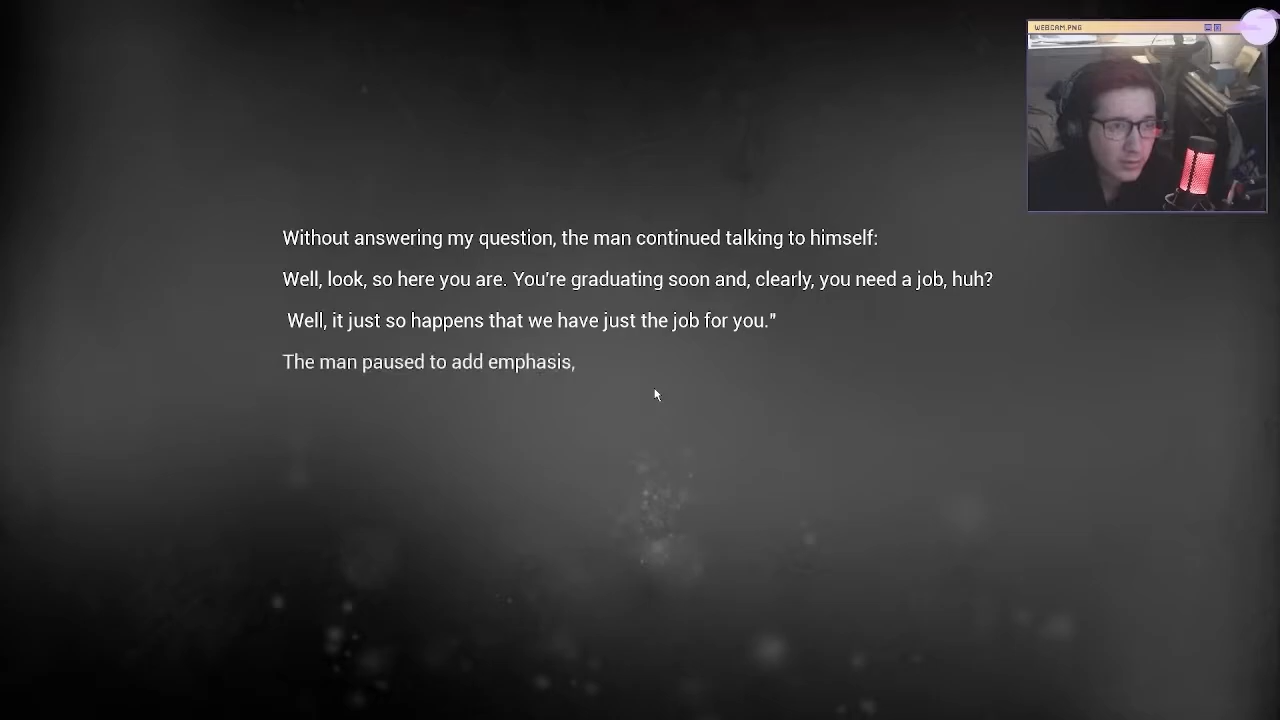 WEBCAM.PNG
Without answering my question, the man continued talking to himself:
Well, look, so here you are. You're graduating soon and, clearly, you need a job, huh?
Well, it just so happens that we have just the job for you."
The man paused to add emphasis,